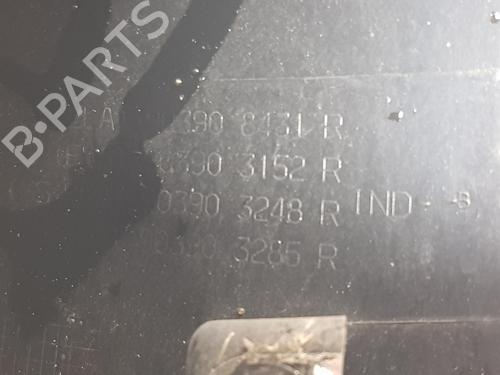 B-PARTS
0390 8431 R
0390 3152 R
0390 3248 R IND- -B
3285 R